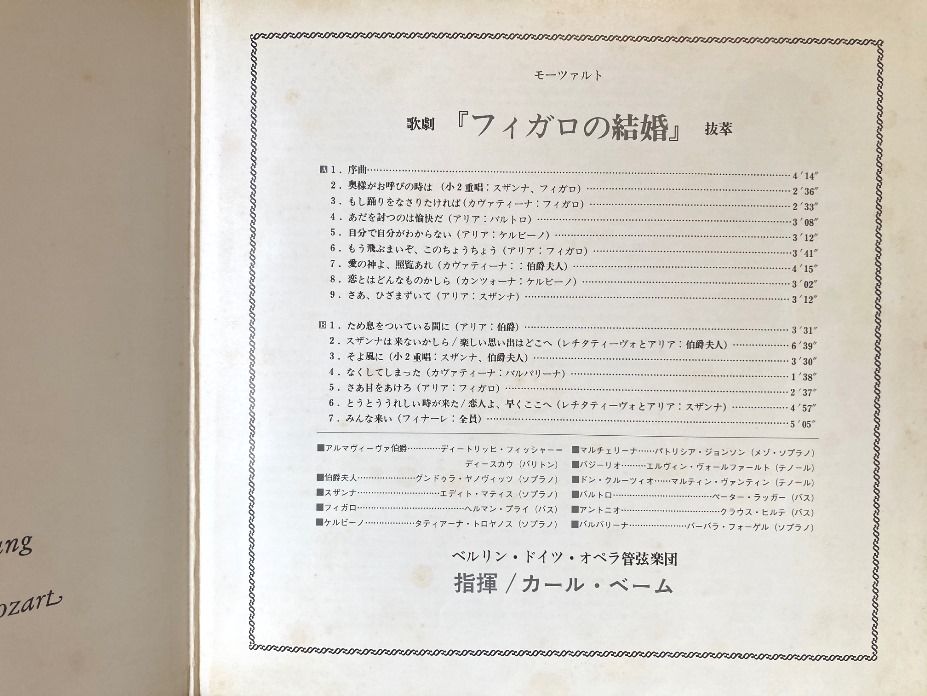 モーツァルト
歌劇 『フィガロの結婚』 抜萃
A 1. 序曲……4′14″
2. 奥様がお呼びの時は (小2重唱：スザンナ、フィガロ)……2′36″
3. もし踊りをなさりたければ(カヴァティーナ：フィガロ)……2′33″
4. あだを討つのは愉快だ (アリア：バルトロ)……3′08″
5. 自分で自分がわからない (アリア：ケルビーノ)……3′12″
6. もう飛ぶまいぞ、このちょうちょう (アリア：フィガロ)……3′41″
7. 愛の神よ、照覧あれ (カヴァティーナ：：伯爵夫人)……4′15″
8. 恋とはどんなものかしら (カンツォーナ：ケルビーノ)……3′02″
9. さあ、ひざまずいて (アリア：スザンナ)……3′12″
B 1. ため息をついている間に (アリア：伯爵)……3′31″
2. スザンナは来ないかしら/楽しい思い出はどこへ (レチタティーヴォとアリア：伯爵夫人)……6′39″
3. そよ風に (小2重唱：スザンナ、伯爵夫人)……3′30″
4. なくしてしまった (カヴァティーナ：バルバリーナ)……1′38″
5. さあ目をあけろ (アリア：フィガロ)……2′37″
6. とうとううれしい時が来た/恋人よ、早くここへ (レチタティーヴォとアリア：スザンナ)……4′57″
7. みんな来い (フィナーレ：全員)……5′05″
■アルマヴィーヴァ伯爵……ディートリッヒ・フィッシャー＝
ディースカウ (バリトン)
■伯爵夫人……グンドゥラ・ヤノヴィッツ (ソプラノ)
■スザンナ……エディト・マティス (ソプラノ)
■フィガロ……ヘルマン・プライ (バス)
■ケルビーノ……タティアーナ・トロヤノス (ソプラノ)
■マルチェリーナ……パトリシア・ジョンソン (メゾ・ソプラノ)
■バジーリオ……エルヴィン・ヴォールファールト (テノール)
■ドン・クルーツィオ……マルティン・ヴァンティン (テノール)
■バルトロ……ペーター・ラッガー (バス)
■アントニオ……クラウス・ヒルテ (バス)
■バルバリーナ……バーバラ・フォーゲル (ソプラノ)
ベルリン・ドイツ・オペラ管弦楽団
指揮/カール・ベーム
ang
ozart